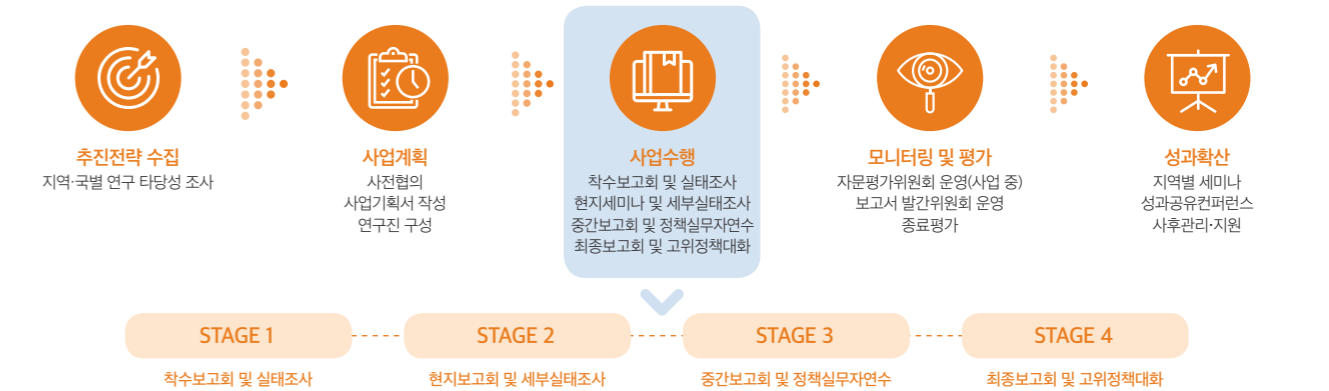 추진전략 수집
지역·국별 연구 타당성 조사
사업계획
사전협의
사업기획서 작성
연구진 구성
사업수행
착수보고회 및 실태조사
현지세미나 및 세부실태조사
중간보고회 및 정책실무자연수
최종보고회 및 고위정책대화
모니터링 및 평가
자문평가위원회 운영(사업 중)
보고서 발간위원회 운영
종료평가
성과확산
지역별 세미나
성과공유컨퍼런스
사후관리·지원
STAGE 1
STAGE 2
STAGE 3
STAGE 4
착수보고회 및 실태조사
현지보고회 및 세부실태조사
중간보고회 및 정책실무자연수
최종보고회 및 고위정책대화